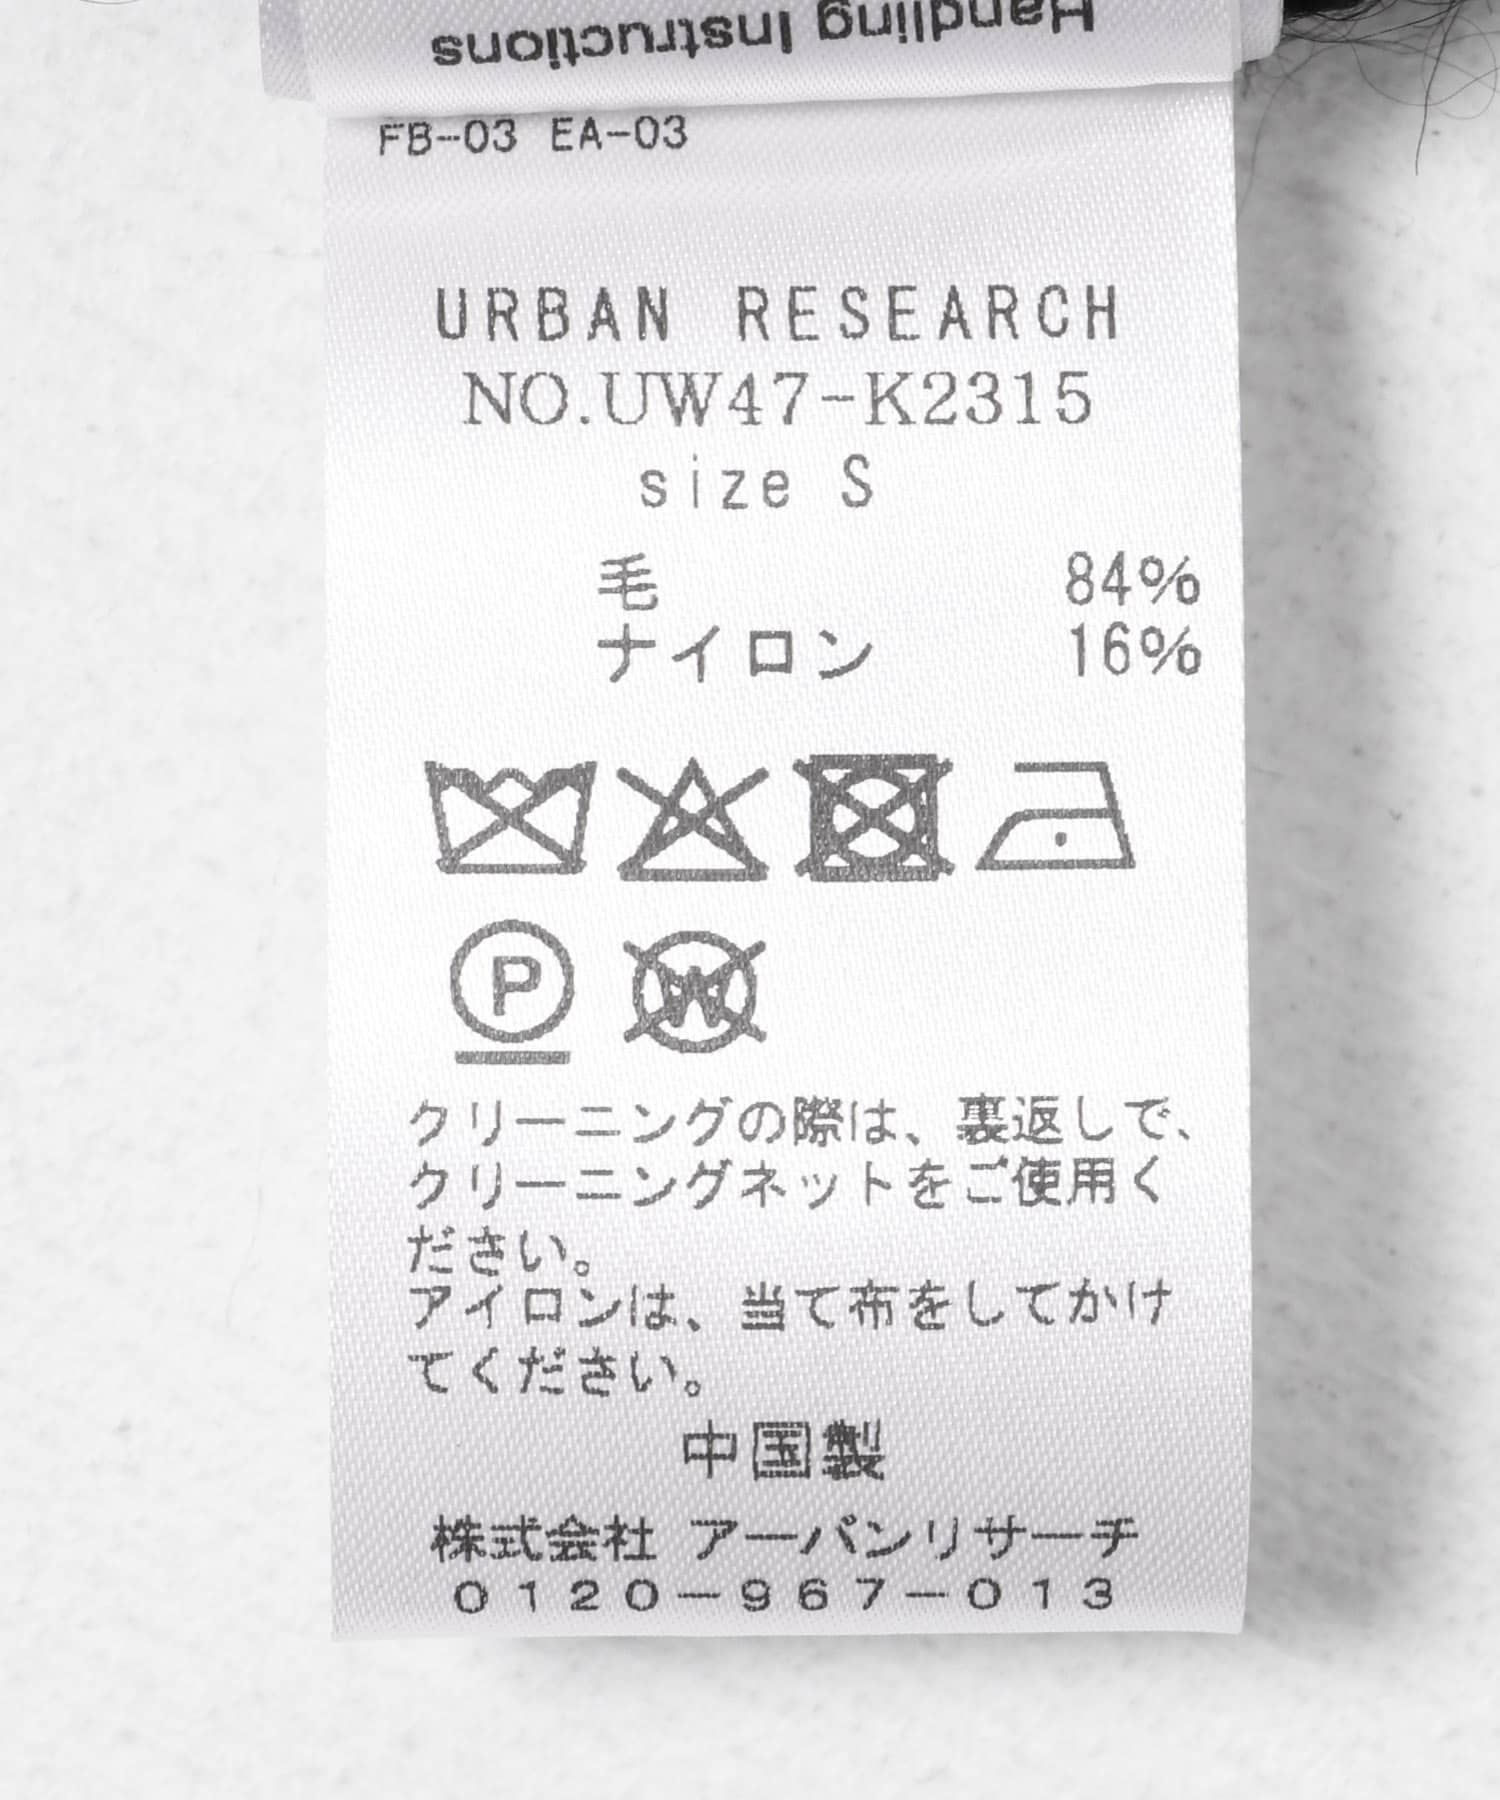 Handling Instructions
FB-03 EA-03
URBAN RESEARCH
NO.UW47-K2315
size S
毛 84%
ナイロン 16%
P
W
クリーニングの際は、裏返しで、
クリーニングネットをご使用く
ださい。
アイロンは、当て布をしてかけ
てください。
中国製
株式会社 アーバンリサーチ
0120-967-013